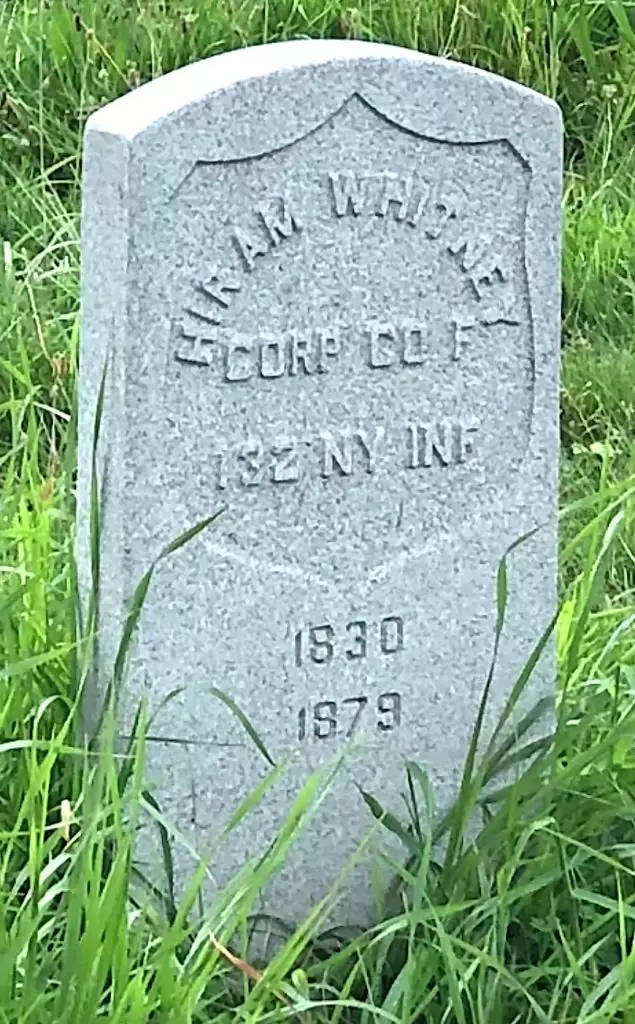 HIRAM WHITNEY
CORP CO F
132 NY INF
1830
1879